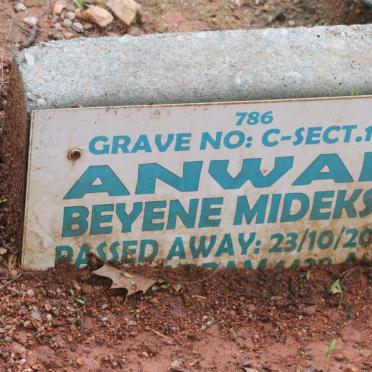 786
GRAVE NO: C-SECT.1
ANWA
BEYENE MIDEKS
PASSED AWAY: 23/10/20